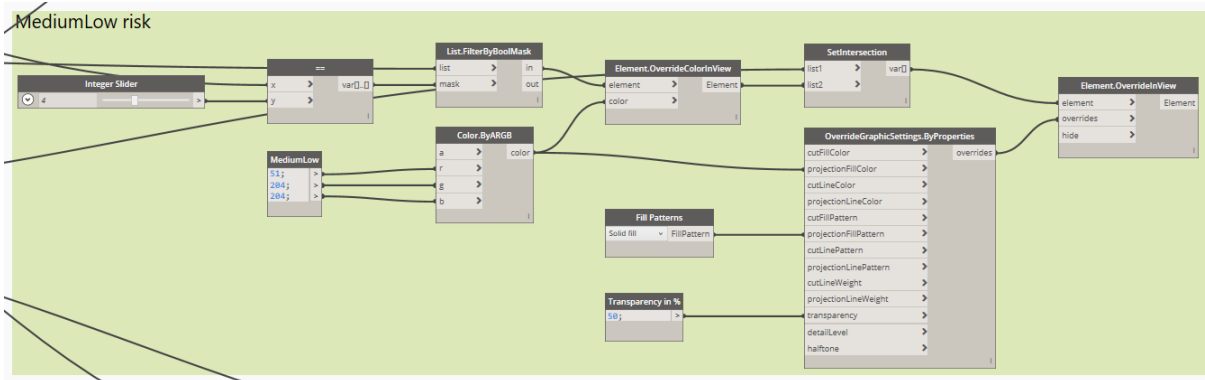 MediumLow risk
Integer Slider
4
>
==
x >
y >
var[]..[]
List.FilterByBoolMask
list > in
mask > out
Element.OverrideColorInView
element > Element
color >
SetIntersection
list1 > var[]
list2 >
Element.OverrideInView
element > Element
overrides >
hide >
MediumLow
51; >
204; >
204; >
Color.ByARGB
a > color
r >
g >
b >
Fill Patterns
Solid fill FillPattern
Transparency in %
50; >
OverrideGraphicSettings.ByProperties
cutFillColor > overrides
projectionFillColor >
cutLineColor >
projectionLineColor >
cutFillPattern >
projectionFillPattern >
cutLinePattern >
projectionLinePattern >
cutLineWeight >
projectionLineWeight >
transparency >
detailLevel >
halftone >